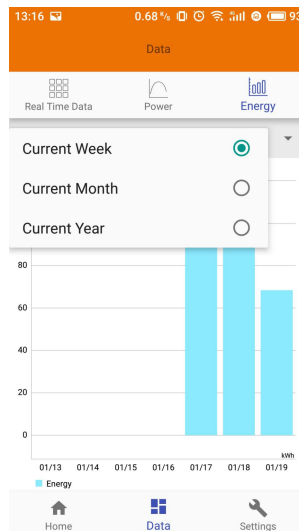 13:16 0.68 K/s 4G 93
Data
Real Time Data Power Energy
Current Week
Current Month
Current Year
80
60
40
20
0
kWh
01/13 01/14 01/15 01/16 01/17 01/18 01/19
Energy
Home Data Settings